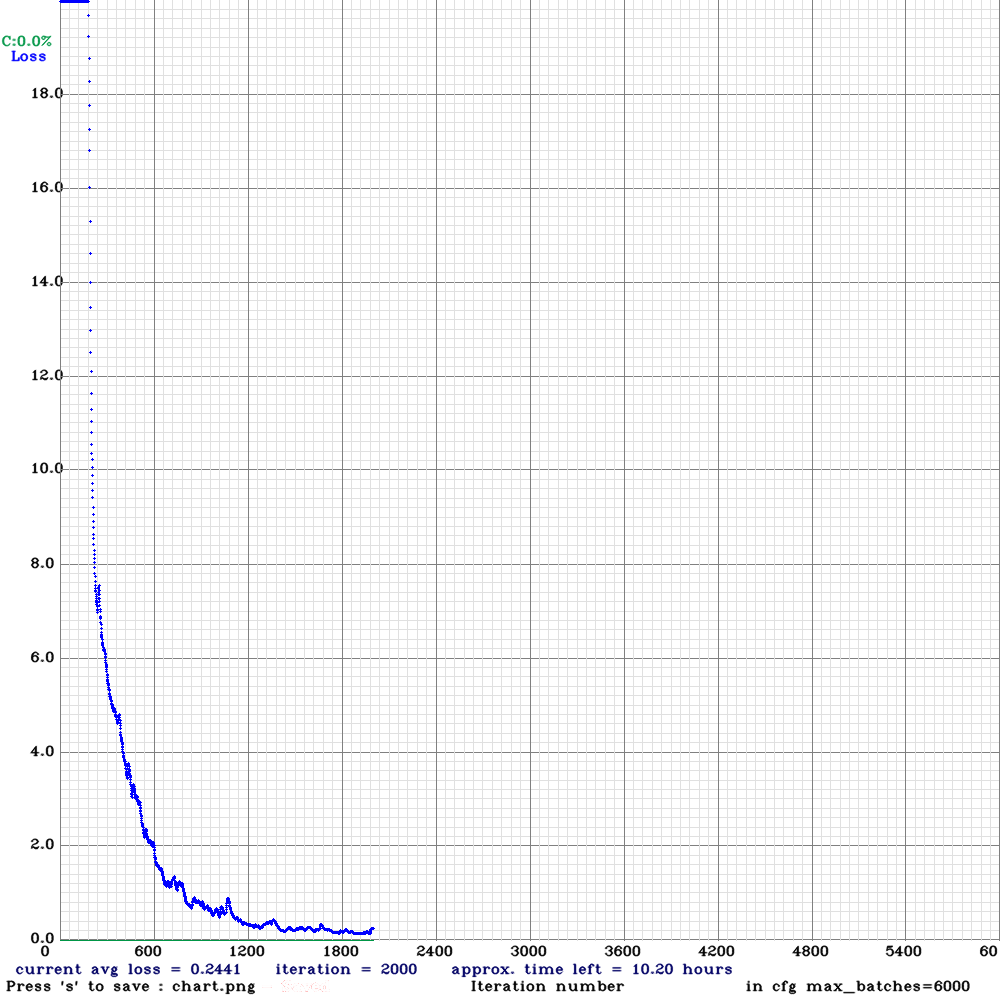 C:0.0%
Loss
18.0
16.0
14.0
12.0
10.0
8.0
6.0
4.0
2.0
0.0
0 600 1200 1800 2400 3000 3600 4200 4800 5400 60
current avg loss = 0.2441 iteration = 2000 approx. time left = 10.20 hours
Press 's' to save : chart.png Iteration number in cfg max_batches=6000